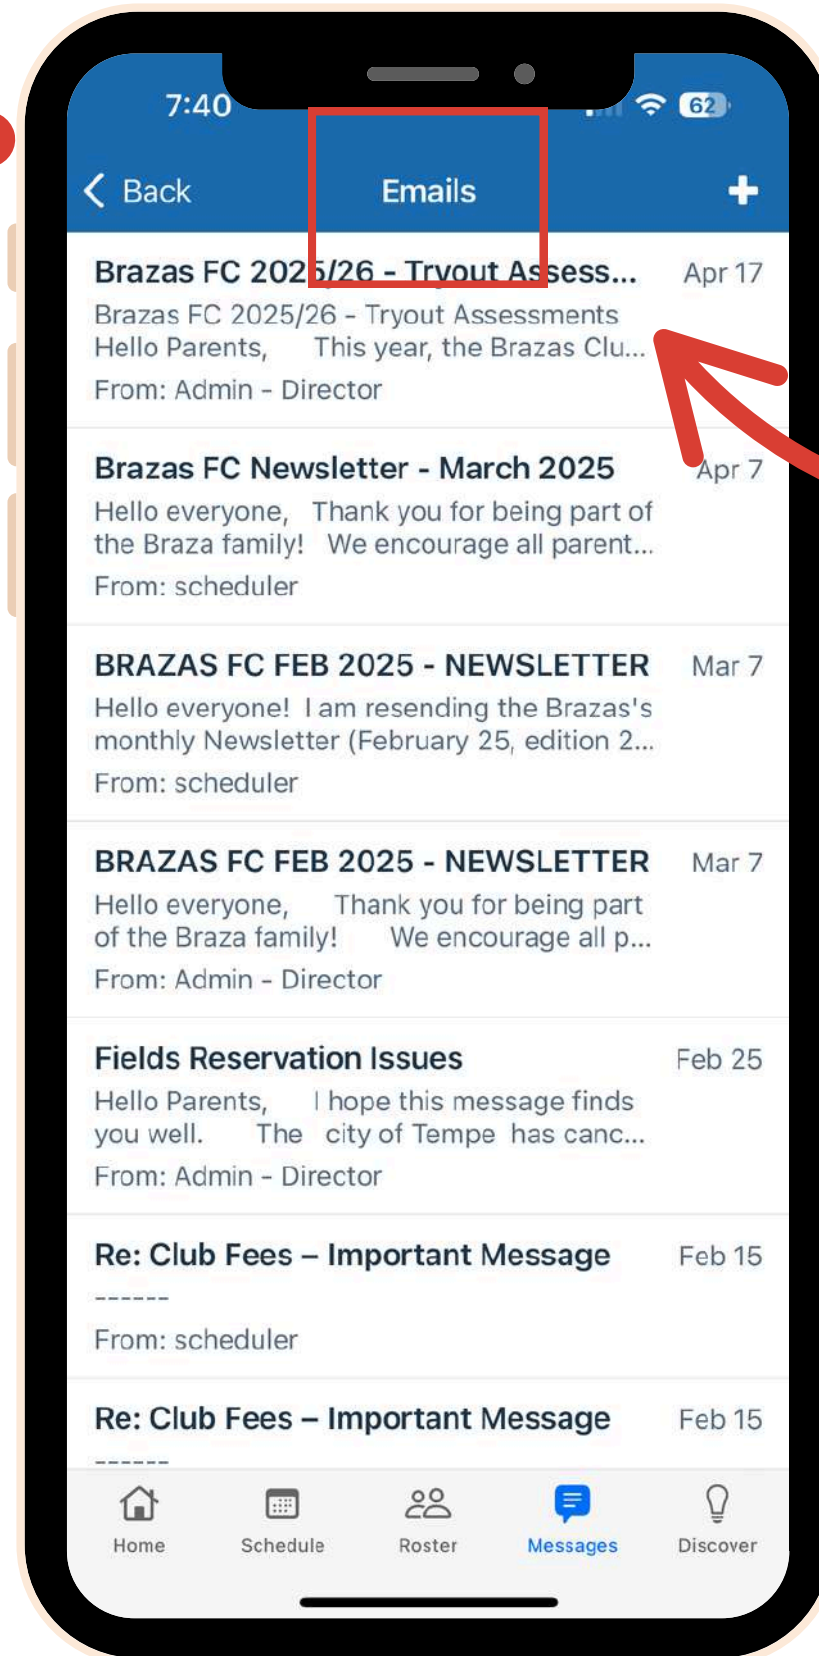 7:40
62
Back
Emails
+
Brazas FC 2025/26 - Tryout Assess...
Apr 17
Brazas FC 2025/26 - Tryout Assessments
Hello Parents, This year, the Brazas Clu...
From: Admin - Director
Brazas FC Newsletter - March 2025
Apr 7
Hello everyone, Thank you for being part of
the Braza family! We encourage all parent...
From: scheduler
BRAZAS FC FEB 2025 - NEWSLETTER
Mar 7
Hello everyone! I am resending the Brazas's
monthly Newsletter (February 25, edition 2...
From: scheduler
BRAZAS FC FEB 2025 - NEWSLETTER
Mar 7
Hello everyone, Thank you for being part
of the Braza family! We encourage all p...
From: Admin - Director
Fields Reservation Issues
Feb 25
Hello Parents, I hope this message finds
you well. The city of Tempe has canc...
From: Admin - Director
Re: Club Fees – Important Message
Feb 15
------
From: scheduler
Re: Club Fees – Important Message
Feb 15
------
Home
Schedule
Roster
Messages
Discover